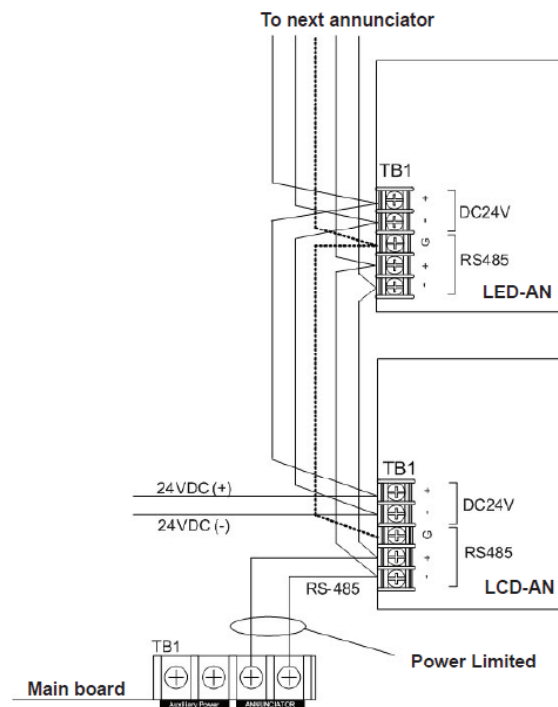 To next annunciator
TB1
+
-
DC24V
G
+
-
RS485
LED-AN
TB1
24VDC (+)
+
-
DC24V
24VDC (-)
G
+
-
RS485
RS-485
LCD-AN
TB1
Power Limited
Main board
Auxiliary Power
ANNUNCIATOR